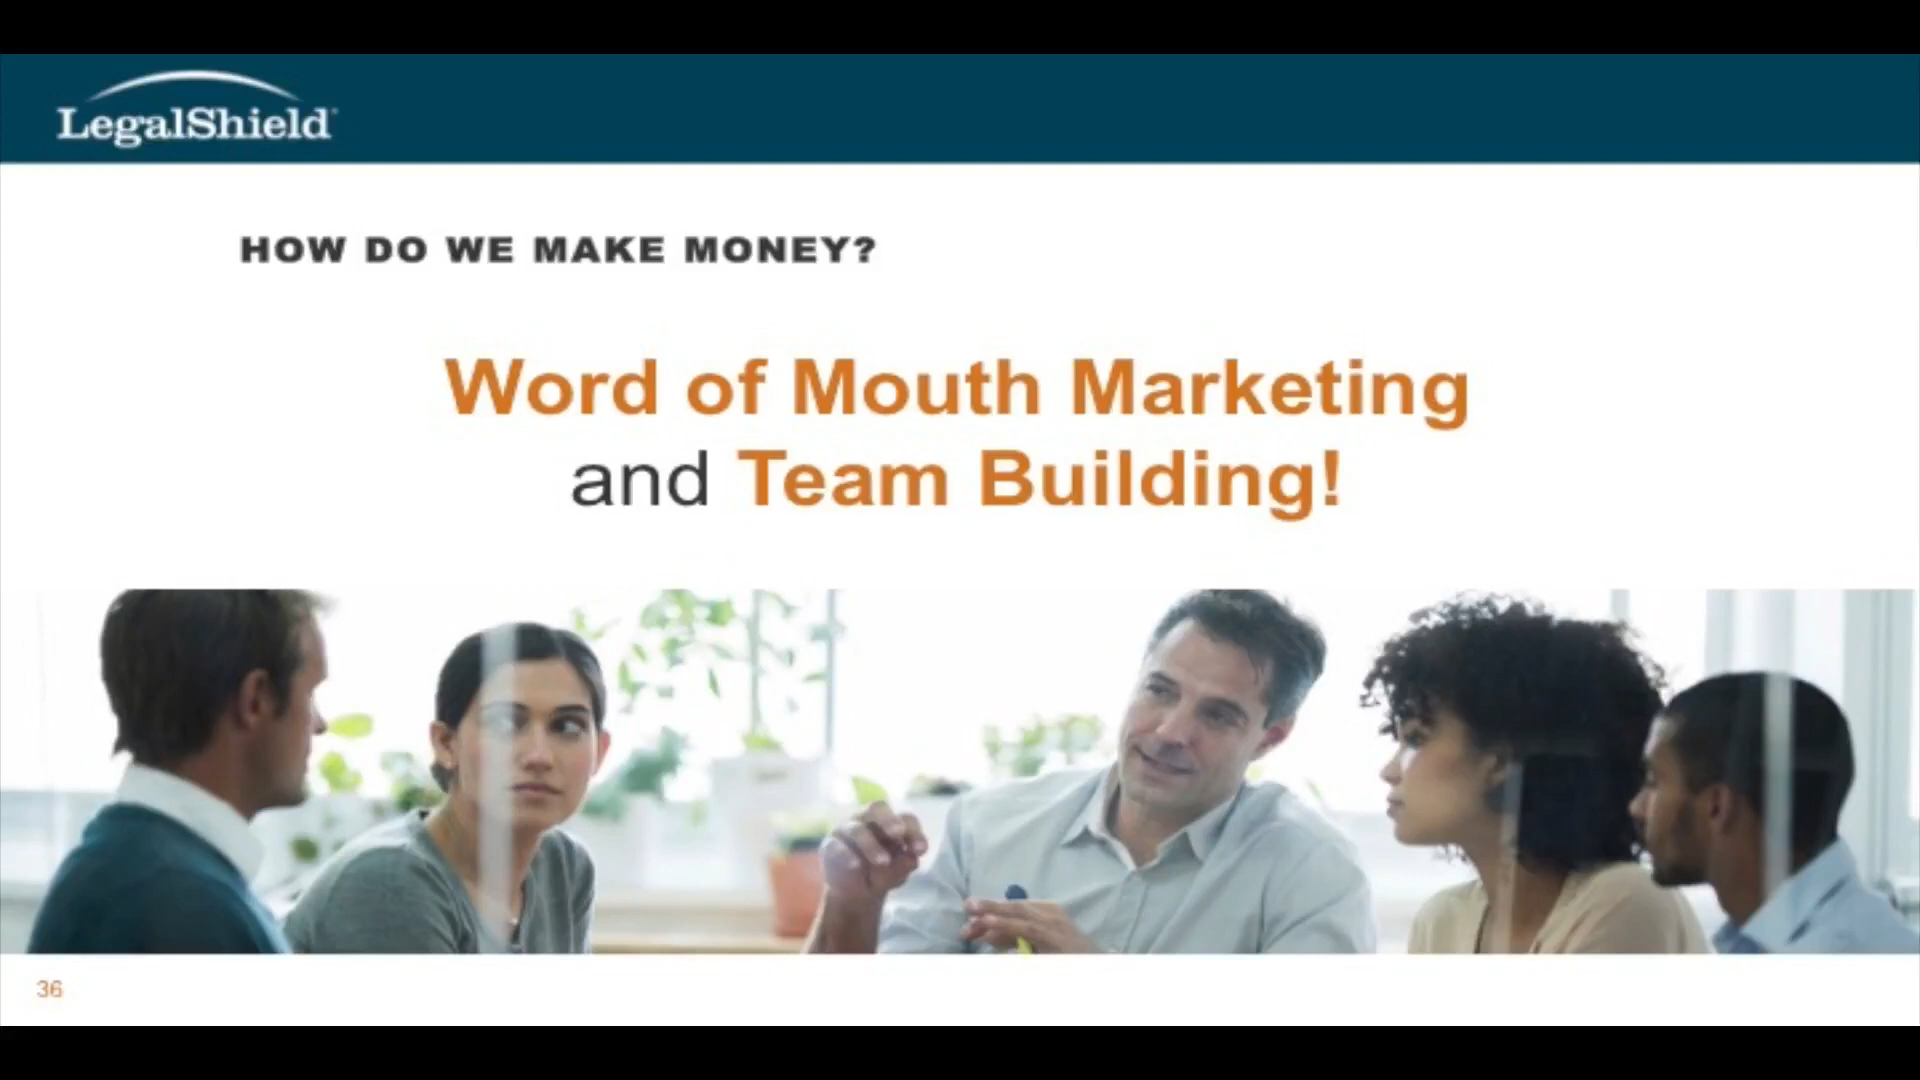 LegalShield
HOW DO WE MAKE MONEY?
Word of Mouth Marketing
and Team Building!
36